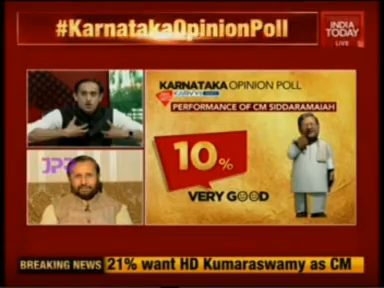 #KarnatakaOpinionPoll
INDIA
TODAY
LIVE
KARNATAKA OPINION POLL
KARVY
PERFORMANCE OF CM SIDDARAMAIAH
10%
VERY GOOD
BREAKING NEWS 21% want HD Kumaraswamy as CM